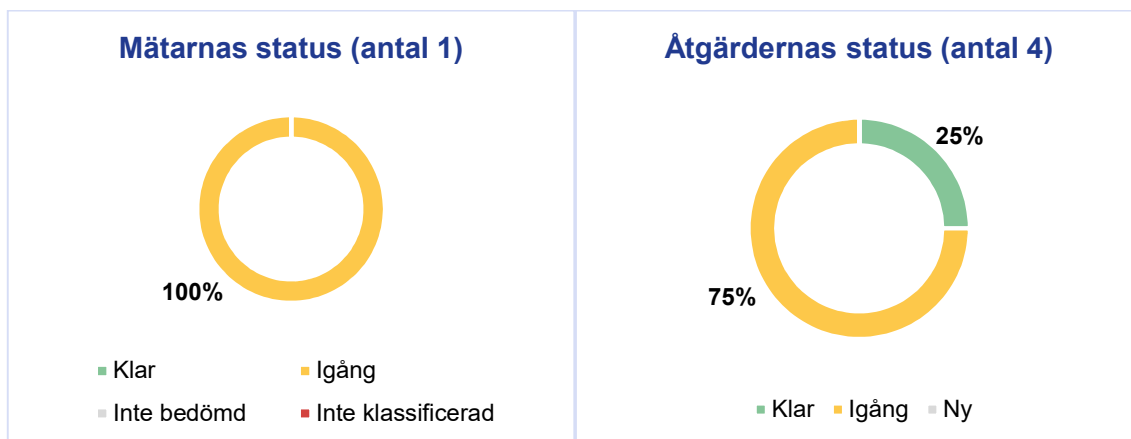 Mätarnas status (antal 1)
100%
Klar
Igång
Inte bedömd
Inte klassificerad
Åtgärdernas status (antal 4)
25%
75%
Klar
Igång
Ny